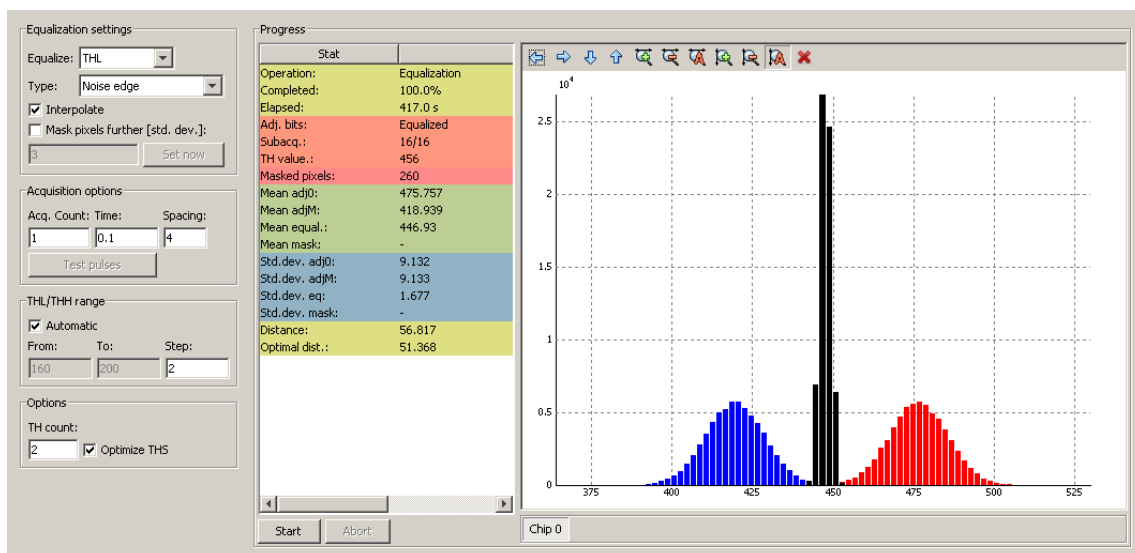 Equalization settings
Equalize: THL
Type: Noise edge
Interpolate
Mask pixels further [std. dev.]:
3 Set now
Acquisition options
Acq. Count: Time: Spacing:
1 0.1 4
Test pulses
THL/THH range
Automatic
From: To: Step:
160 200 2
Options
TH count:
2 Optimize THS
Progress
Stat
Operation: Equalization
Completed: 100.0%
Elapsed: 417.0 s
Adj. bits: Equalized
Subacq.: 16/16
TH value.: 456
Masked pixels: 260
Mean adj0: 475.757
Mean adjM: 418.939
Mean equal.: 446.93
Mean mask: -
Std.dev. adj0: 9.132
Std.dev. adjM: 9.133
Std.dev. eq: 1.677
Std.dev. mask: -
Distance: 56.817
Optimal dist.: 51.368
Start Abort
10⁴
2.5
2
1.5
1
0.5
0
375 400 425 450 475 500 525
Chip 0